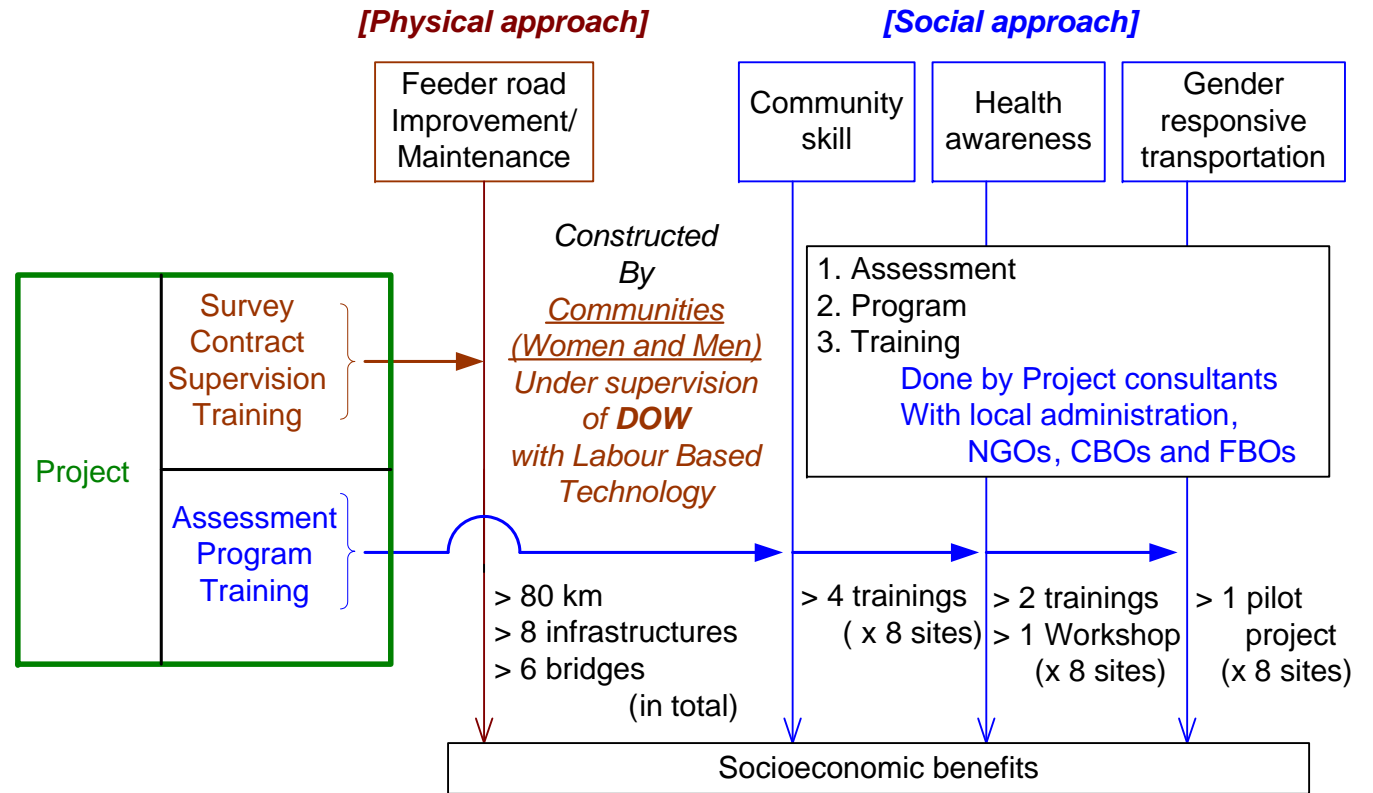 [Physical approach]
[Social approach]
Feeder road
Improvement/
Maintenance
Community
skill
Health
awareness
Gender
responsive
transportation
Project
Survey
Contract
Supervision
Training
Assessment
Program
Training
Constructed
By
Communities
(Women and Men)
Under supervision
of DOW
with Labour Based
Technology
1. Assessment
2. Program
3. Training
Done by Project consultants
With local administration,
NGOs, CBOs and FBOs
> 80 km
> 8 infrastructures
> 6 bridges
(in total)
> 4 trainings
( x 8 sites)
> 2 trainings
> 1 Workshop
(x 8 sites)
> 1 pilot
project
(x 8 sites)
Socioeconomic benefits